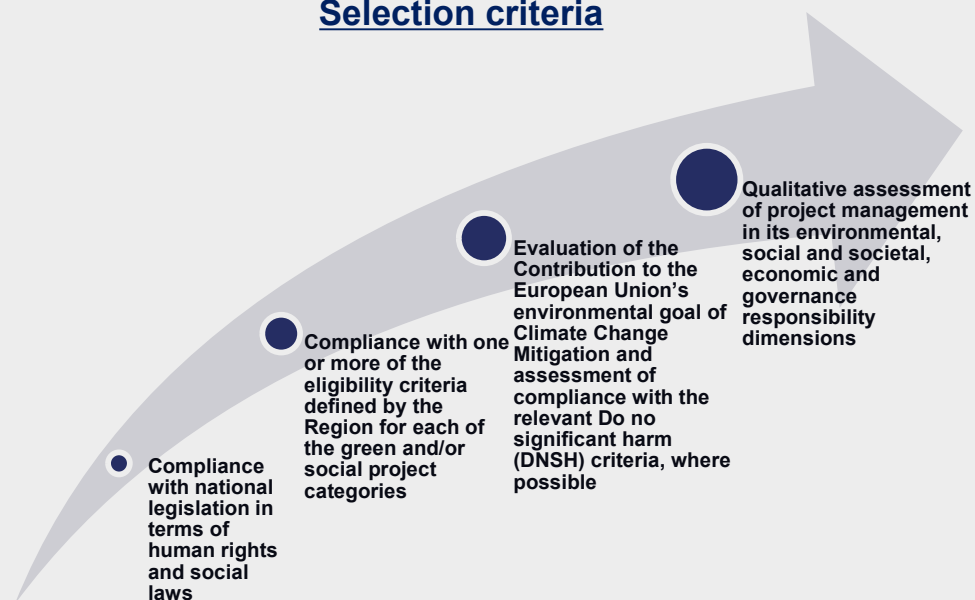 Selection criteria
Compliance
with national
legislation in
terms of
human rights
and social
laws
Compliance with one
or more of the
eligibility criteria
defined by the
Region for each of
the green and/or
social project
categories
Evaluation of the
Contribution to the
European Union’s
environmental goal of
Climate Change
Mitigation and
assessment of
compliance with the
relevant Do no
significant harm
(DNSH) criteria, where
possible
Qualitative assessment
of project management
in its environmental,
social and societal,
economic and
governance
responsibility
dimensions